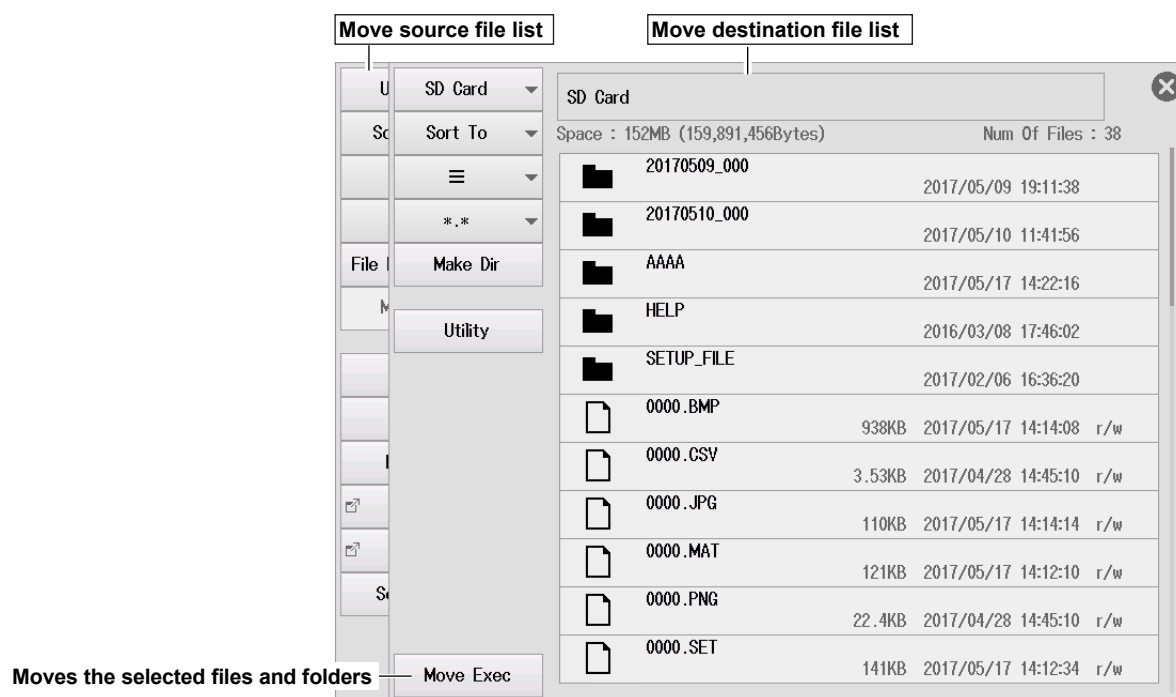 Move source file list
Move destination file list
U
SD Card
SD Card
So
Sort To
Space : 152MB (159,891,456Bytes)
Num Of Files : 38
20170509_000
2017/05/09 19:11:38
*.*
20170510_000
2017/05/10 11:41:56
File
Make Dir
AAAA
2017/05/17 14:22:16
M
Utility
HELP
2016/03/08 17:46:02
SETUP_FILE
2017/02/06 16:36:20
0000.BMP
938KB 2017/05/17 14:14:08 r/w
0000.CSV
3.53KB 2017/04/28 14:45:10 r/w
0000.JPG
110KB 2017/05/17 14:14:14 r/w
0000.MAT
121KB 2017/05/17 14:12:10 r/w
Se
0000.PNG
22.4KB 2017/04/28 14:45:10 r/w
0000.SET
141KB 2017/05/17 14:12:34 r/w
Moves the selected files and folders
Move Exec